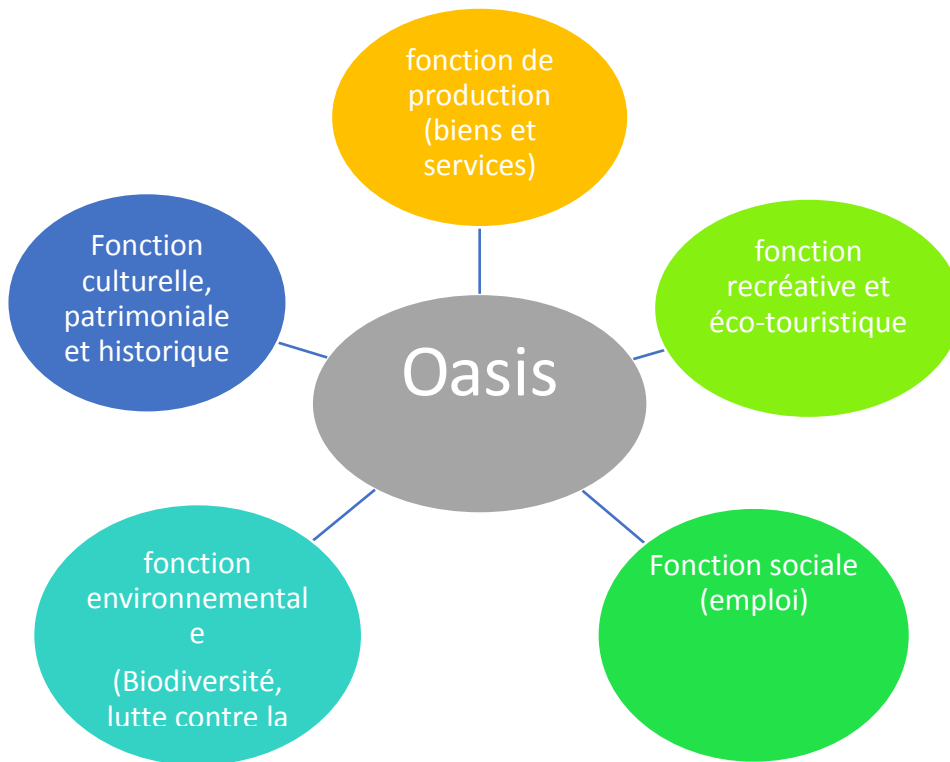 fonction de
production
(biens et
services)
Fonction
culturelle,
patrimoniale
et historique
fonction
recréative et
éco-touristique
Oasis
fonction
environnemental
e
(Biodiversité,
lutte contre la
Fonction sociale
(emploi)